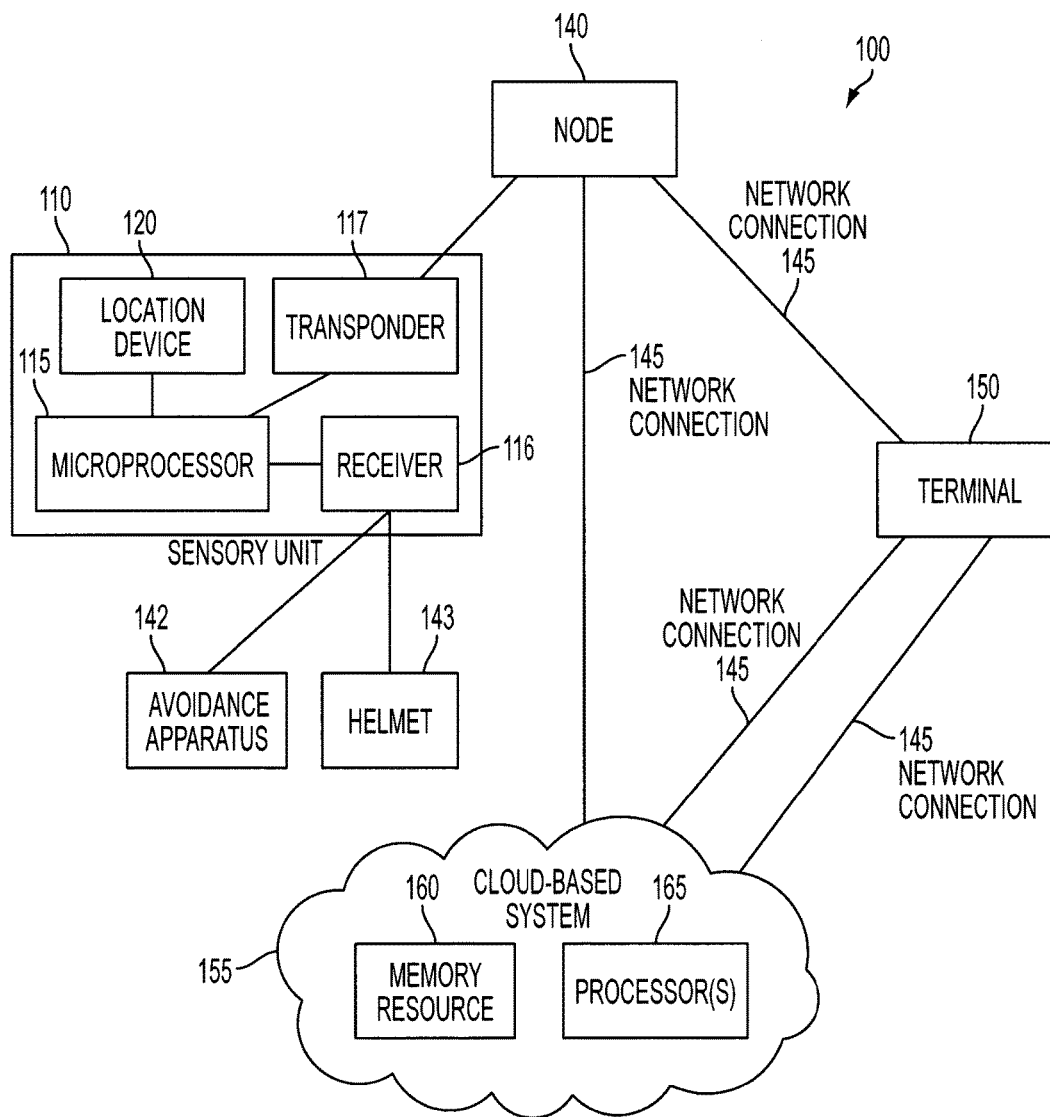 140
100
NODE
NETWORK
CONNECTION
145
110
120
117
LOCATION
DEVICE
TRANSPONDER
115
145
NETWORK
CONNECTION
150
MICROPROCESSOR
RECEIVER
116
TERMINAL
SENSORY UNIT
142
143
NETWORK
CONNECTION
145
AVOIDANCE
APPARATUS
HELMET
145
NETWORK
CONNECTION
CLOUD-BASED
SYSTEM
160
165
155
MEMORY
RESOURCE
PROCESSOR(S)